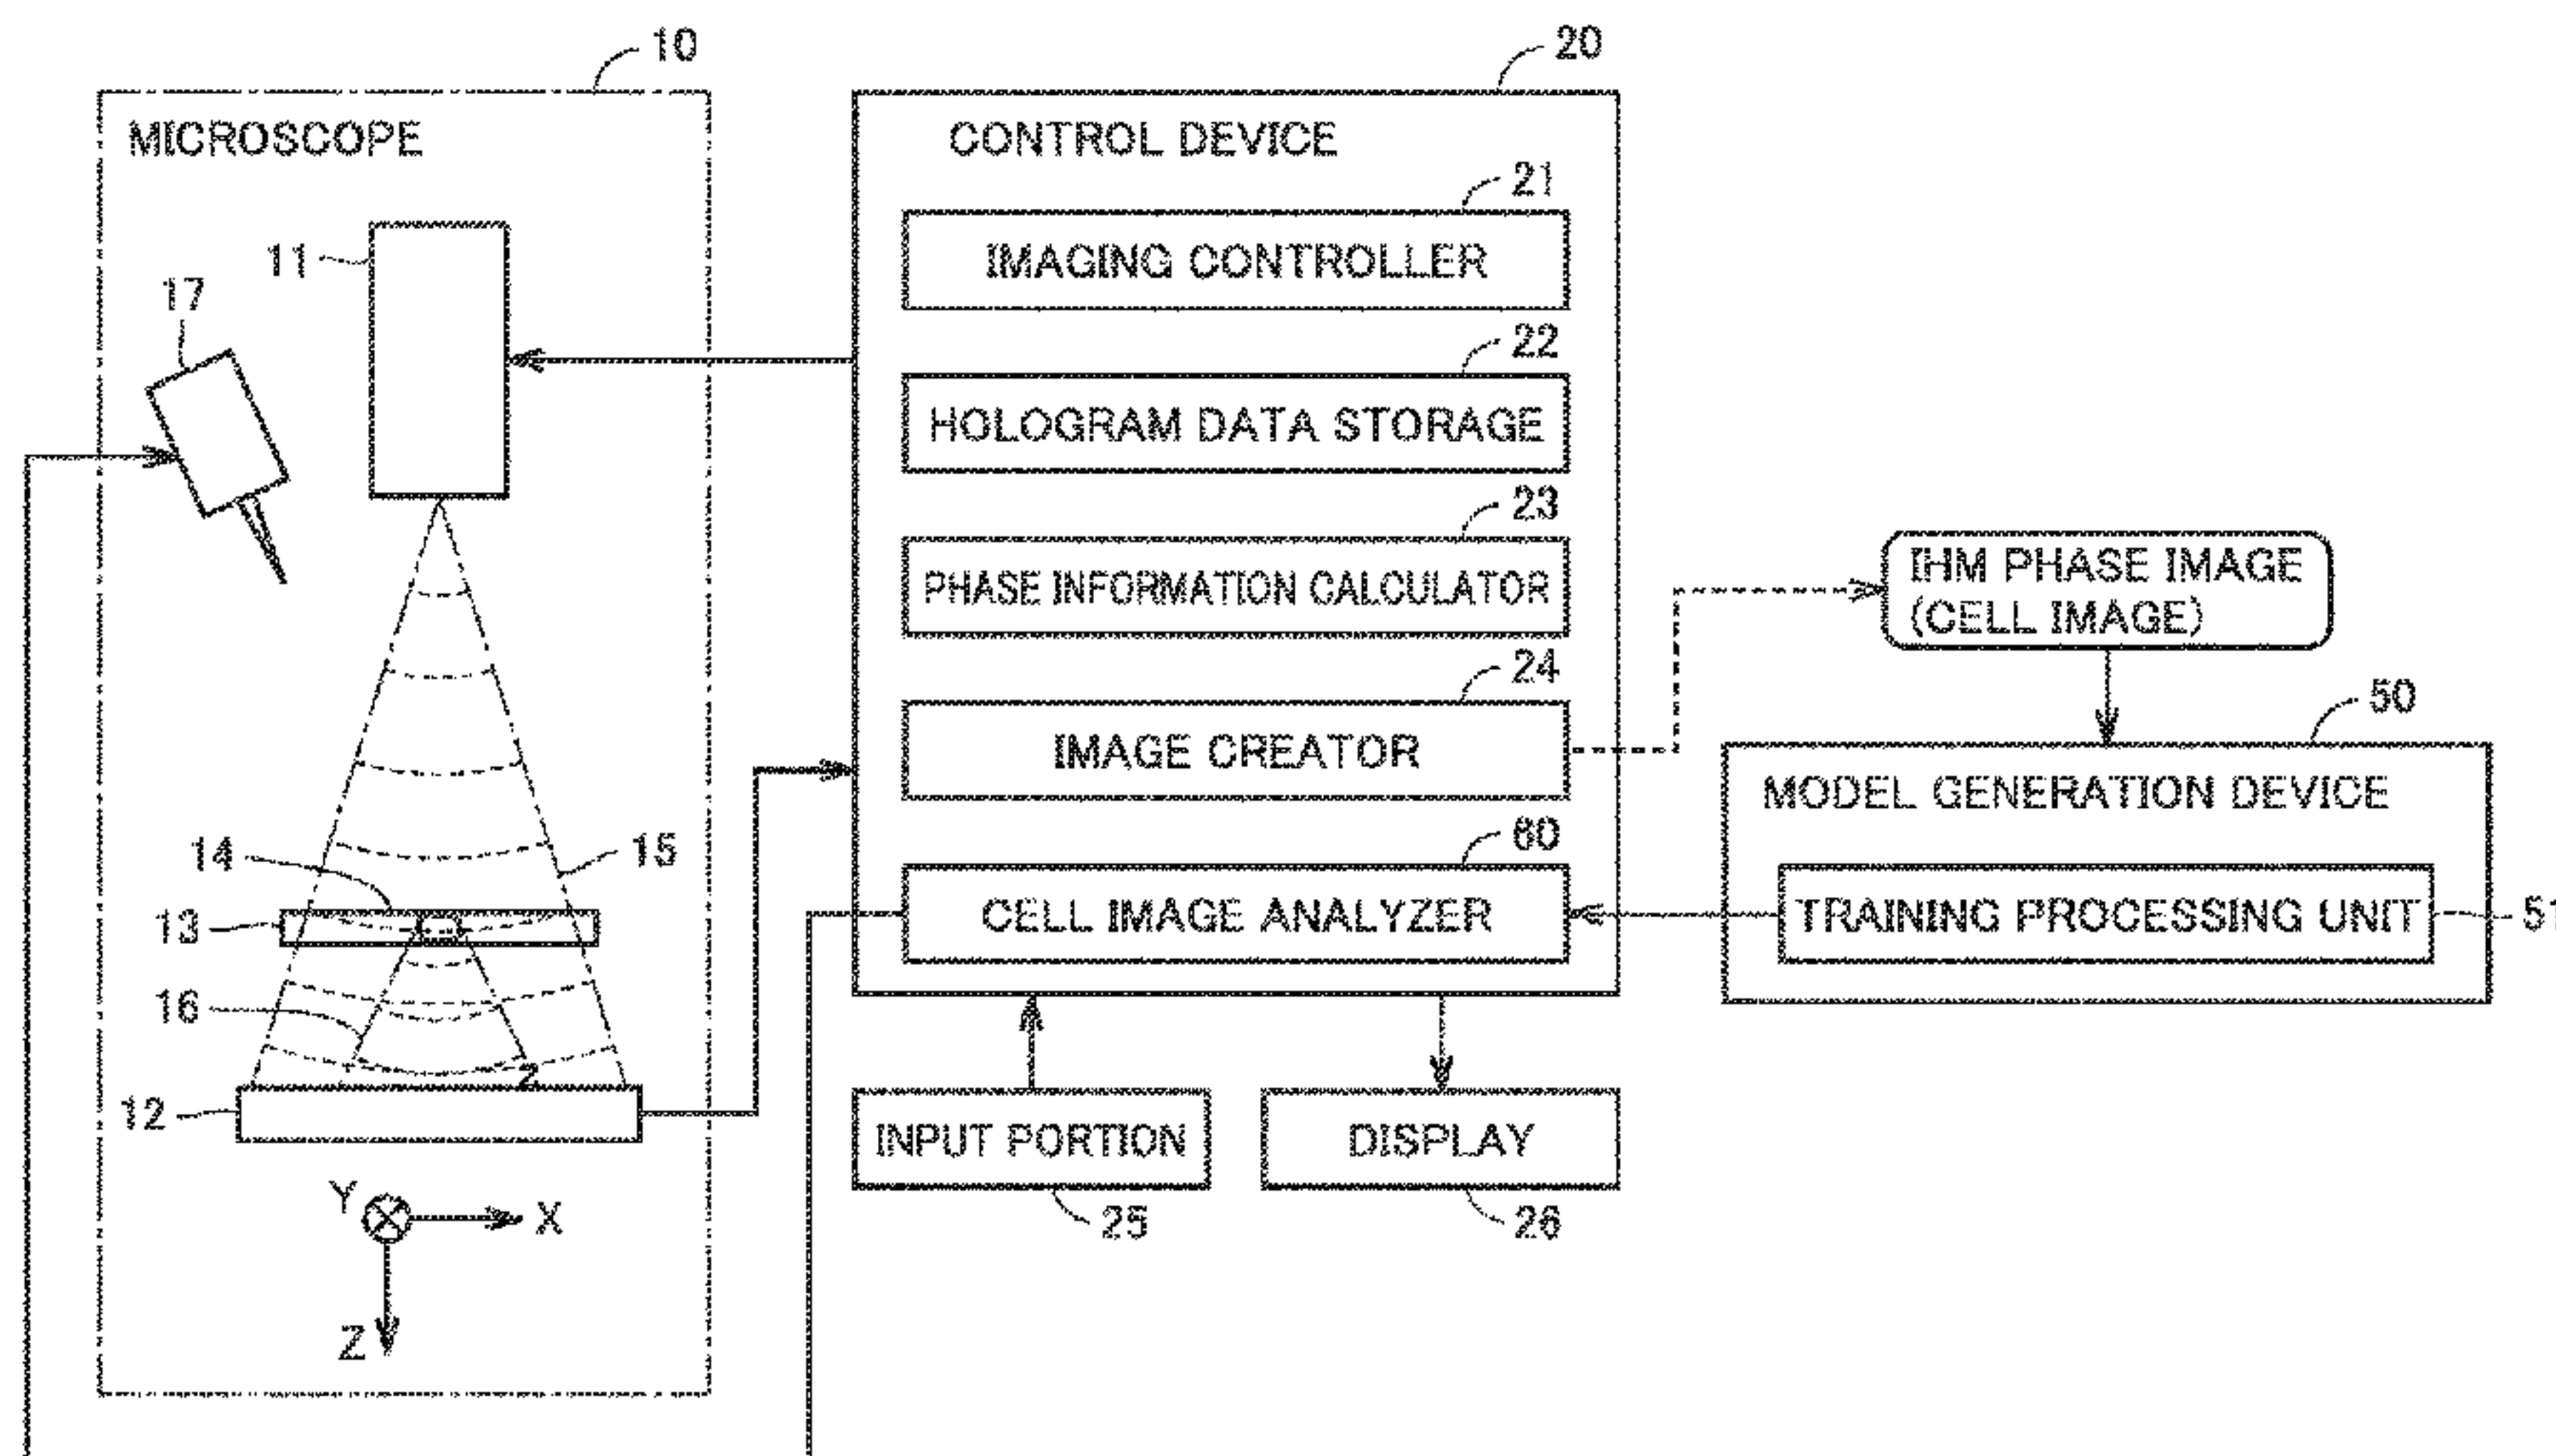 10
MICROSCOPE
11
17
14
15
13
16
12
Y
X
Z
20
CONTROL DEVICE
21
IMAGING CONTROLLER
22
HOLOGRAM DATA STORAGE
23
PHASE INFORMATION CALCULATOR
24
IMAGE CREATOR
60
CELL IMAGE ANALYZER
INPUT PORTION
25
DISPLAY
26
IHM PHASE IMAGE
(CELL IMAGE)
50
MODEL GENERATION DEVICE
TRAINING PROCESSING UNIT
51